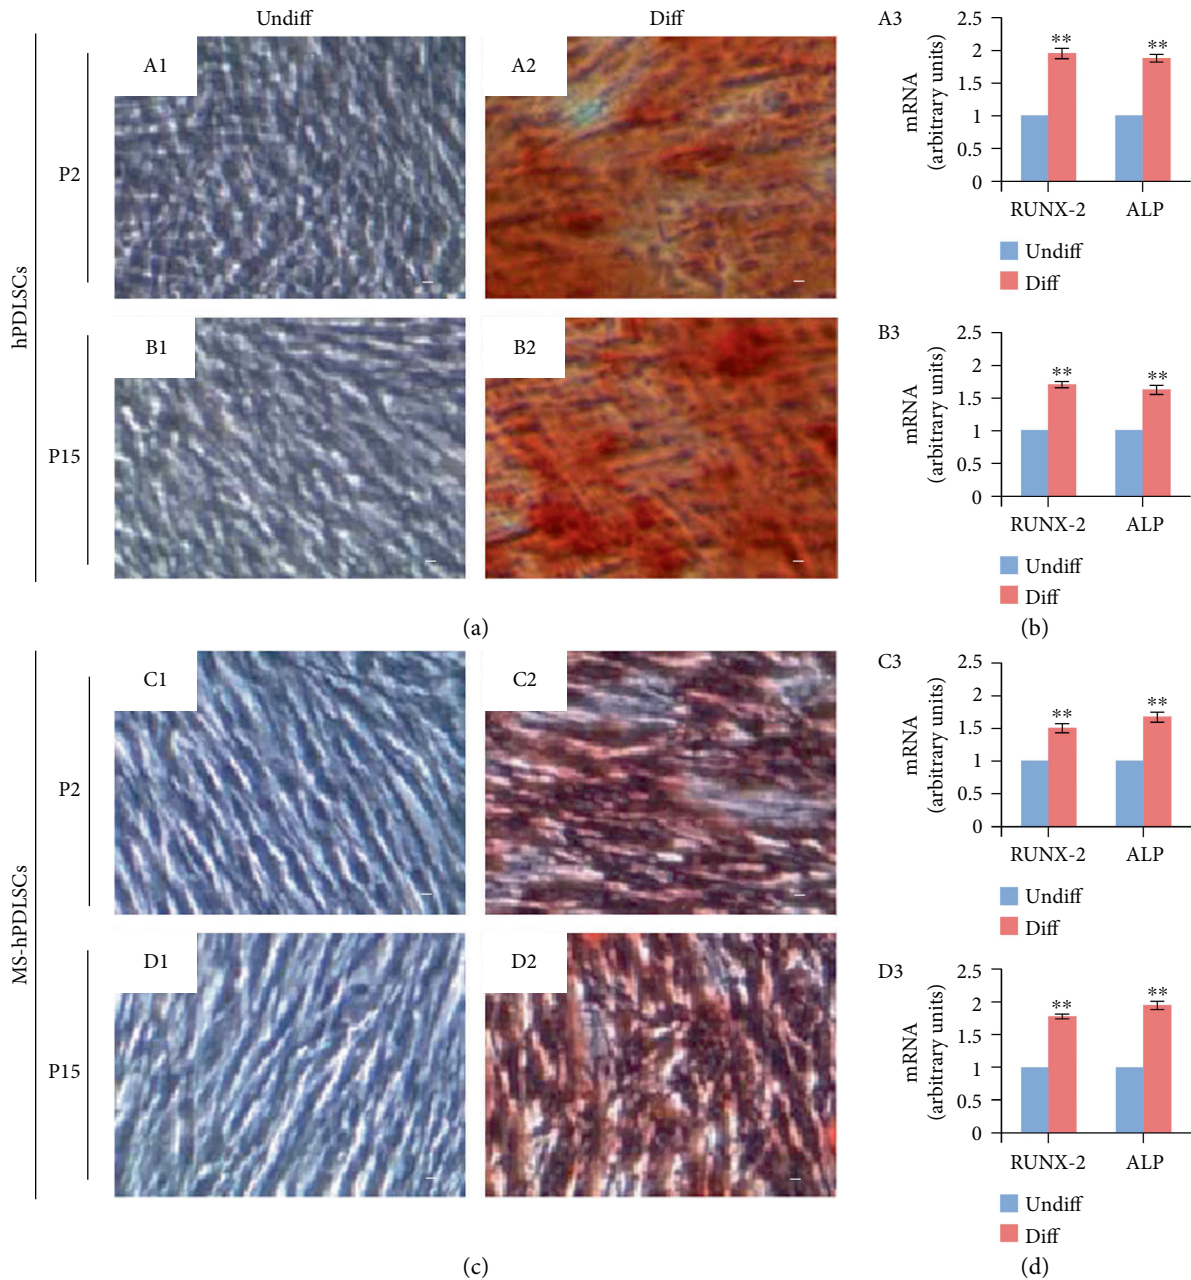 Undiff
Diff
hPDLSCs
P2
A1
A2
A3
mRNA
(arbitrary units)
2.5
2
1.5
1
0.5
0
**
**
RUNX-2
ALP
Undiff
Diff
P15
B1
B2
B3
mRNA
(arbitrary units)
2.5
2
1.5
1
0.5
0
**
**
RUNX-2
ALP
Undiff
Diff
(a)
(b)
MS-hPDLSCs
P2
C1
C2
C3
mRNA
(arbitrary units)
2.5
2
1.5
1
0.5
0
**
**
RUNX-2
ALP
Undiff
Diff
P15
D1
D2
D3
mRNA
(arbitrary units)
2.5
2
1.5
1
0.5
0
**
**
RUNX-2
ALP
Undiff
Diff
(c)
(d)